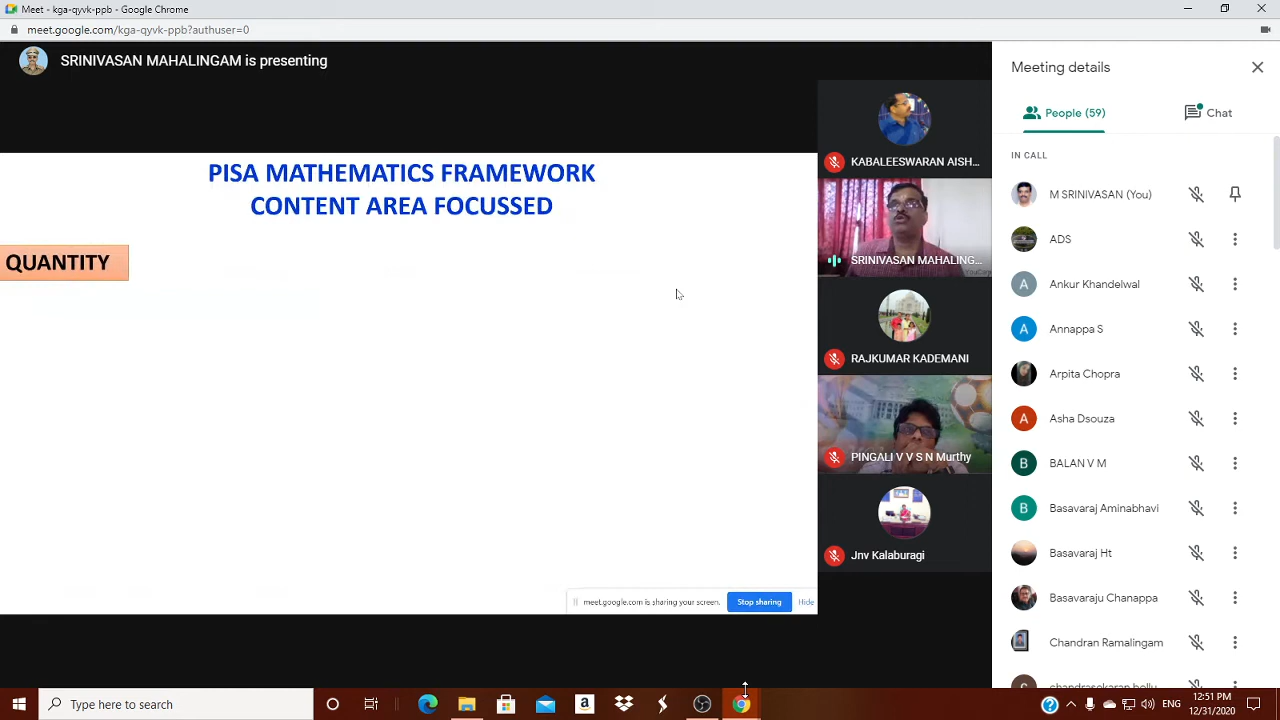 Meet - kga-qyvk-ppb - Google Chrome
meet.google.com/kga-qyvk-ppb?authuser=0
SRINIVASAN MAHALINGAM is presenting
PISA MATHEMATICS FRAMEWORK
CONTENT AREA FOCUSSED
QUANTITY
meet.google.com is sharing your screen.
Stop sharing
Hide
KABALEESWARAN AISH...
SRINIVASAN MAHALING...
RAJKUMAR KADEMANI
PINGALI V V S N Murthy
Jnv Kalaburagi
Meeting details
People (59)
Chat
IN CALL
M SRINIVASAN (You)
ADS
A
Ankur Khandelwal
A
Annappa S
Arpita Chopra
A
Asha Dsouza
B
BALAN V M
B
Basavaraj Aminabhavi
Basavaraj Ht
Basavaraju Chanappa
Chandran Ramalingam
Type here to search
a
ENG
12:51 PM
12/31/2020